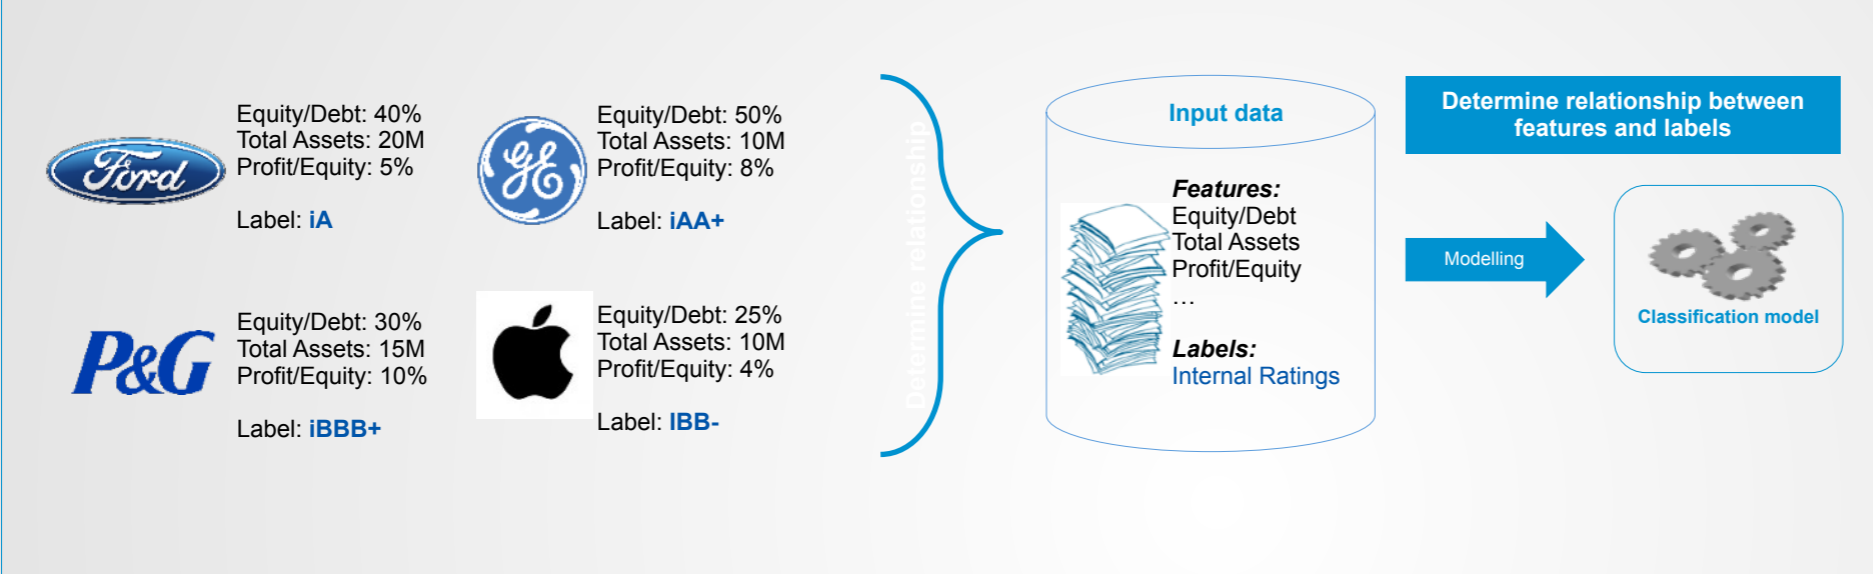 Ford
Equity/Debt: 40%
Total Assets: 20M
Profit/Equity: 5%
Label: iA
GE
Equity/Debt: 50%
Total Assets: 10M
Profit/Equity: 8%
Label: iAA+
P&G
Equity/Debt: 30%
Total Assets: 15M
Profit/Equity: 10%
Label: iBBB+
Equity/Debt: 25%
Total Assets: 10M
Profit/Equity: 4%
Label: IBB-
Determine relationship
Input data
Features:
Equity/Debt
Total Assets
Profit/Equity
...
Labels:
Internal Ratings
Determine relationship between
features and labels
Modelling
Classification model